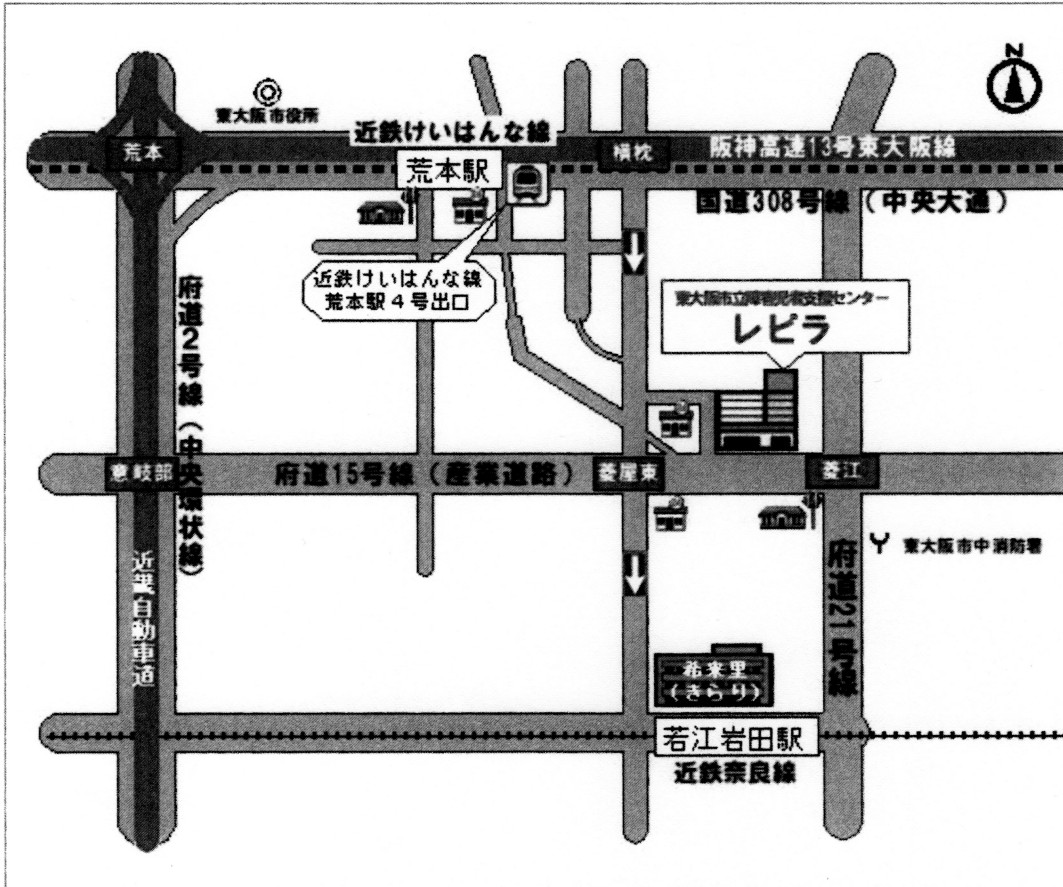 N
東大阪市役所
近鉄けいはんな線
荒本
荒本駅
横枕
阪神高速13号東大阪線
国道308号線（中央大通）
近鉄けいはんな線
荒本駅4号出口
東大阪市立障害児者支援センター
レピラ
府道2号線（中央環状線）
意岐部
府道15号線（産業道路）
菱屋東
菱江
東大阪市中消防署
近畿自動車道
府道21号線
希来里
（きらり）
若江岩田駅
近鉄奈良線